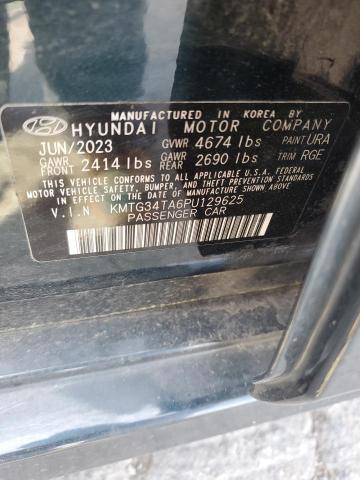 MANUFACTURED IN KOREA BY
HYUNDAI MOTOR COMPANY
JUN/2023 GVWR 4674 lbs PAINT URA
GAWR FRONT 2414 lbs GAWR REAR 2690 lbs TRIM RGE
THIS VEHICLE CONFORMS TO ALL APPLICABLE U.S.A. FEDERAL
MOTOR VEHICLE SAFETY, BUMPER, AND THEFT PREVENTION STANDARDS
IN EFFECT ON THE DATE OF MANUFACTURE SHOWN ABOVE.
V.I.N KMTG34TA6PU129625
PASSENGER CAR